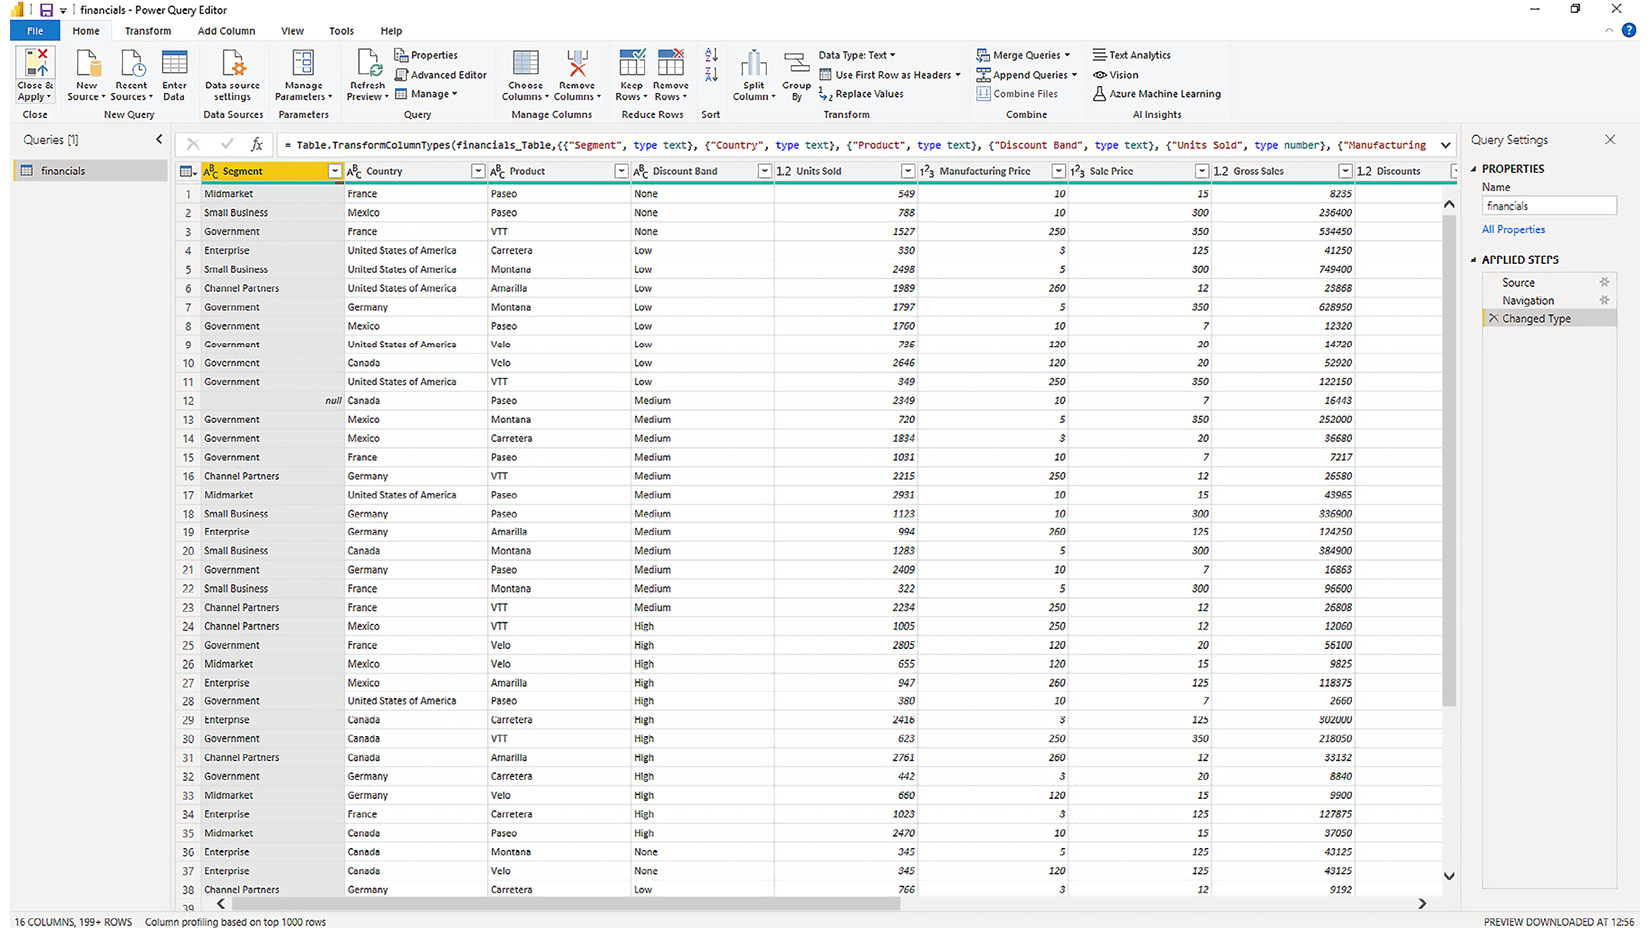 financials - Power Query Editor
File Home Transform Add Column View Tools Help
Close & Apply New Source Recent Sources Enter Data Data source settings Manage Parameters Refresh Preview Properties Advanced Editor Manage Choose Columns Remove Columns Keep Rows Remove Rows Split Column Group By Data Type: Text Use First Row as Headers Replace Values Merge Queries Append Queries Combine Files Text Analytics Vision Azure Machine Learning
Close New Query Data Sources Parameters Query Manage Columns Reduce Rows Sort Transform Combine AI Insights
Queries [1]
financials
= Table.TransformColumnTypes(financials_Table,{{"Segment", type text}, {"Country", type text}, {"Product", type text}, {"Discount Band", type text}, {"Units Sold", type number}, {"Manufacturing
Segment Country Product Discount Band 1.2 Units Sold Manufacturing Price Sale Price 1.2 Gross Sales 1.2 Discounts
1 Midmarket France Paseo None 549 10 15 8235
2 Small Business Mexico Paseo None 788 10 300 236400
3 Government France VTT None 1527 250 350 534450
4 Enterprise United States of America Carretera Low 330 3 125 41250
5 Small Business United States of America Montana Low 2498 5 300 749400
6 Channel Partners United States of America Amarilla Low 1989 260 12 23868
7 Government Germany Montana Low 1797 5 350 628950
8 Government Mexico Paseo Low 1760 10 7 12320
9 Government United States of America Velo Low 736 120 20 14720
10 Government Canada Velo Low 2646 120 20 52920
11 Government United States of America VTT Low 349 250 350 122150
12 null Canada Paseo Medium 2349 10 7 16443
13 Government Mexico Montana Medium 720 5 350 252000
14 Government Mexico Carretera Medium 1834 3 20 36680
15 Government France Paseo Medium 1031 10 7 7217
16 Channel Partners Germany VTT Medium 2215 250 12 26580
17 Midmarket United States of America Paseo Medium 2931 10 15 43965
18 Small Business Germany Paseo Medium 1123 10 300 336900
19 Enterprise Germany Amarilla Medium 994 260 125 124250
20 Small Business Canada Montana Medium 1283 5 300 384900
21 Government Germany Paseo Medium 2409 10 7 16863
22 Small Business France Montana Medium 322 5 300 96600
23 Channel Partners France VTT Medium 2234 250 12 26808
24 Channel Partners Mexico VTT High 1005 250 12 12060
25 Government France Velo High 2805 120 20 56100
26 Midmarket Mexico Velo High 655 120 15 9825
27 Enterprise Mexico Amarilla High 947 260 125 118375
28 Government United States of America Paseo High 380 10 7 2660
29 Enterprise Canada Carretera High 2416 3 125 302000
30 Government Canada VTT High 623 250 350 218050
31 Channel Partners Canada Amarilla High 2761 260 12 33132
32 Government Germany Carretera High 442 3 20 8840
33 Midmarket Germany Velo High 660 120 15 9900
34 Enterprise France Carretera High 1023 3 125 127875
35 Midmarket Canada Paseo High 2470 10 15 37050
36 Enterprise Canada Montana None 345 5 125 43125
37 Enterprise Canada Velo None 345 120 125 43125
38 Channel Partners Germany Carretera Low 766 3 12 9192
39
Query Settings
PROPERTIES
Name
financials
All Properties
APPLIED STEPS
Source
Navigation
Changed Type
16 COLUMNS, 199+ ROWS Column profiling based on top 1000 rows
PREVIEW DOWNLOADED AT 12:56